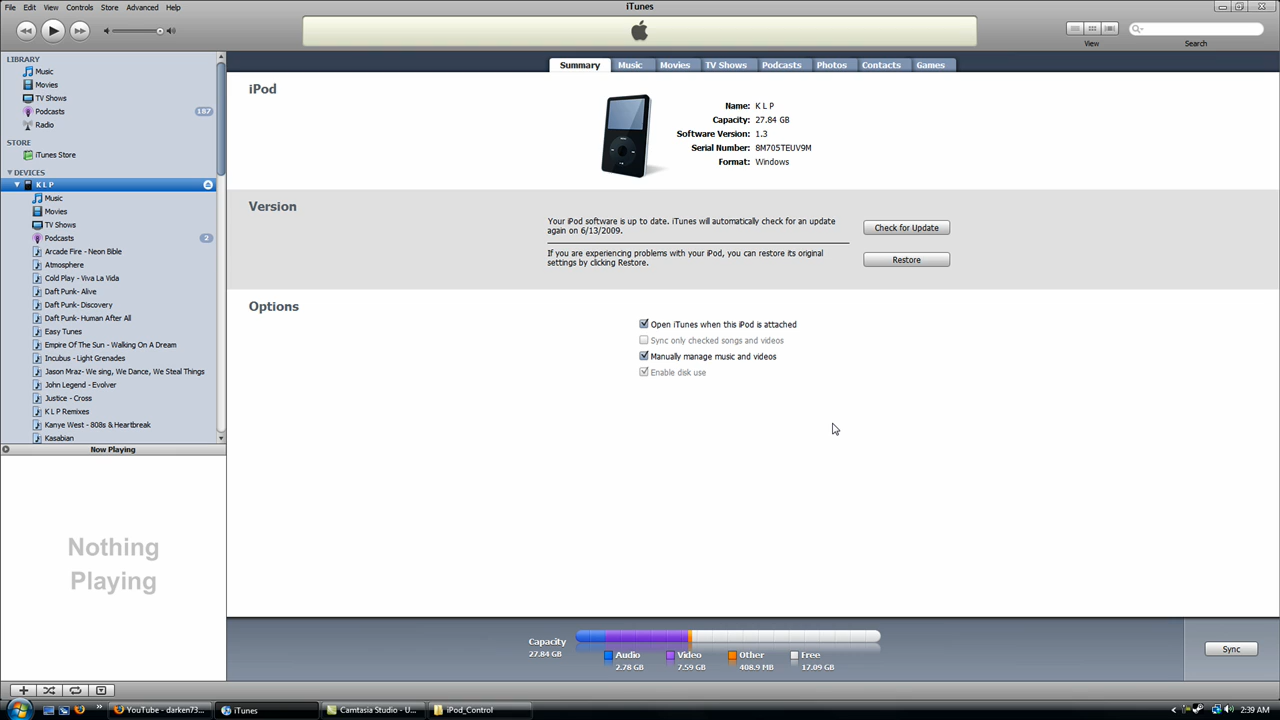 File Edit View Controls Store Advanced Help
iTunes
View
Search
LIBRARY
Music
Movies
TV Shows
Podcasts 187
Radio
STORE
iTunes Store
DEVICES
K L P
Music
Movies
TV Shows
Podcasts 2
Arcade Fire - Neon Bible
Atmosphere
Cold Play - Viva La Vida
Daft Punk- Alive
Daft Punk- Discovery
Daft Punk- Human After All
Easy Tunes
Empire Of The Sun - Walking On A Dream
Incubus - Light Grenades
Jason Mraz- We sing, We Dance, We Steal Things
John Legend - Evolver
Justice - Cross
K L P Remixes
Kanye West - 808s & Heartbreak
Kasabian
Now Playing
Nothing
Playing
Summary Music Movies TV Shows Podcasts Photos Contacts Games
iPod
Name: K L P
Capacity: 27.84 GB
Software Version: 1.3
Serial Number: 8M705TEUV9M
Format: Windows
Version
Your iPod software is up to date. iTunes will automatically check for an update
again on 6/13/2009.
Check for Update
If you are experiencing problems with your iPod, you can restore its original
settings by clicking Restore.
Restore
Options
Open iTunes when this iPod is attached
Sync only checked songs and videos
Manually manage music and videos
Enable disk use
Capacity
27.84 GB
Audio
2.78 GB
Video
7.59 GB
Other
408.9 MB
Free
17.09 GB
Sync
YouTube - darken73... iTunes Camtasia Studio - U... iPod_Control 2:39 AM